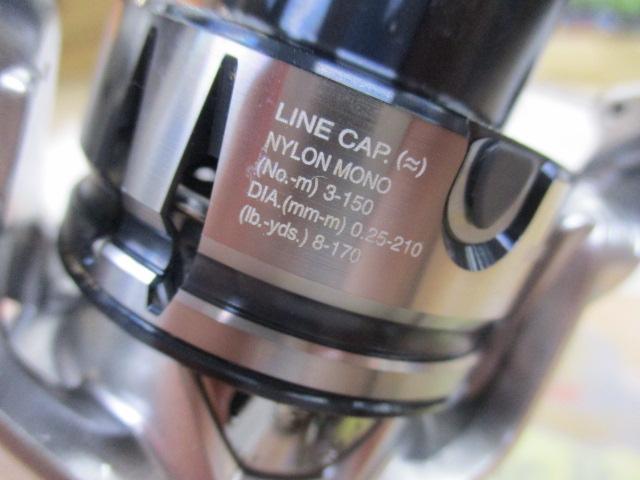 LINE CAP. (≈)
NYLON MONO
(No.-m) 3-150
DIA.(mm-m) 0.25-210
(lb.-yds.) 8-170